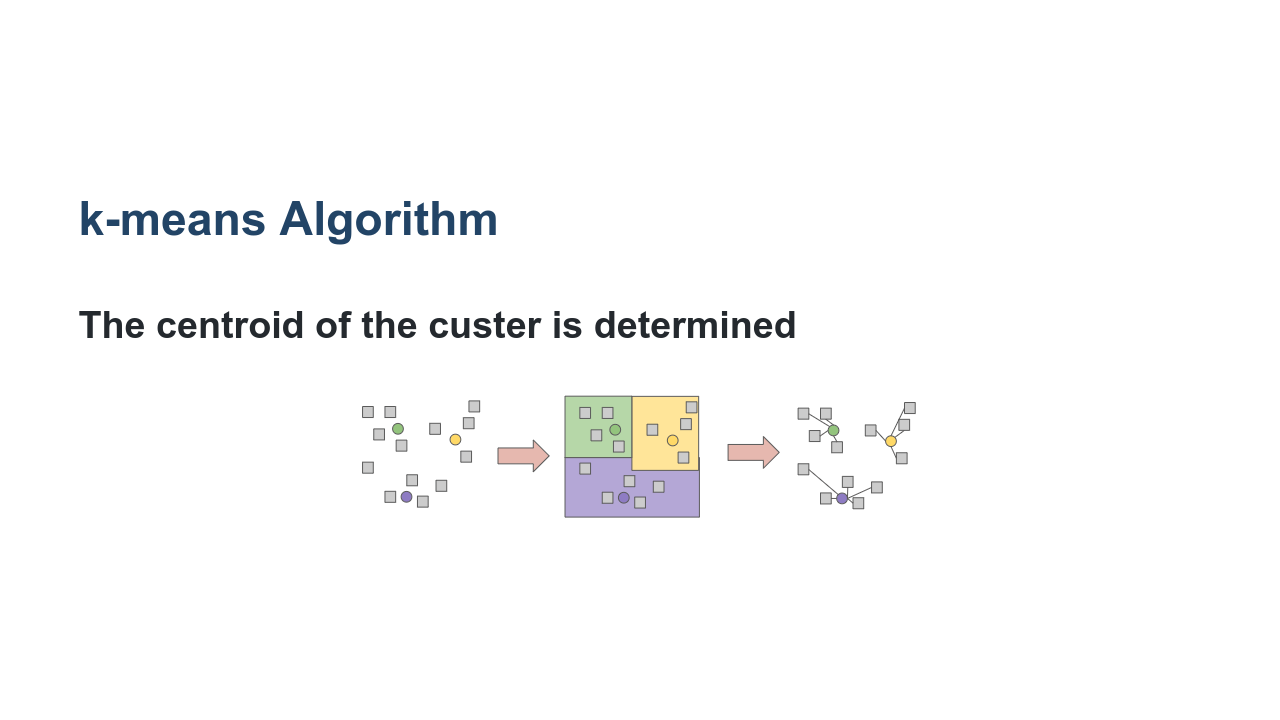 k-means Algorithm
The centroid of the custer is determined